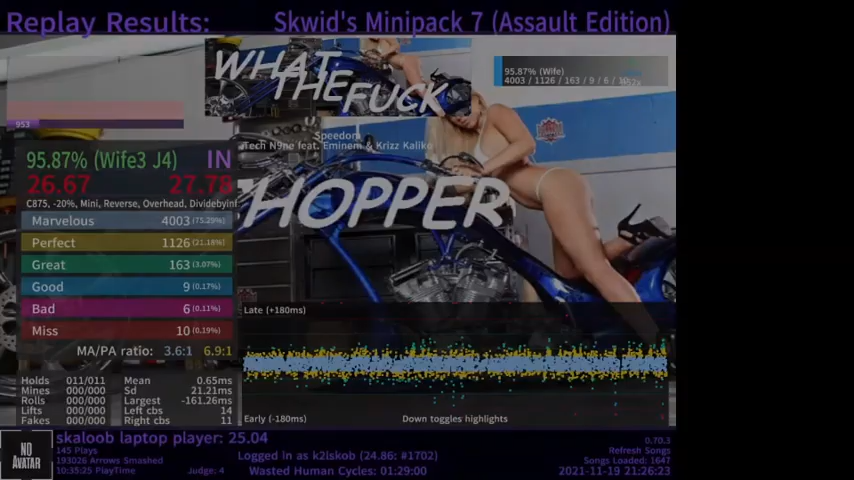 Replay Results:
Skwid's Minipack 7 (Assault Edition)
WHAT
THE FUCK
95.87% (Wife)
4003 / 1126 / 163 / 9 / 6 / 10
953
Speedom
Tech N9ne feat. Eminem & Krizz Kaliko
95.87% (Wife3 J4)
IN
26.67
27.78
C875, -20%, Mini, Reverse, Overhead, Dividebyinf
HOPPER
Marvelous 4003 (75.29%)
Perfect 1126 (21.18%)
Great 163 (3.07%)
Good 9 (0.17%)
Bad 6 (0.11%)
Miss 10 (0.19%)
MA/PA ratio: 3.6:1 6.9:1
Late (+180ms)
Early (-180ms)
Down toggles highlights
Holds 011/011
Mines 000/000
Rolls 000/000
Lifts 000/000
Fakes 000/000
Mean 0.65ms
Sd 21.21ms
Largest -161.26ms
Left cbs 14
Right cbs 11
NO
AVATAR
skaloob laptop player: 25.04
145 Plays
193026 Arrows Smashed
10:35:25 PlayTime
Judge: 4
Logged in as k2lskob (24.86: #1702)
Wasted Human Cycles: 01:29:00
0.70.3
Refresh Songs
Songs Loaded: 1647
2021-11-19 21:26:23